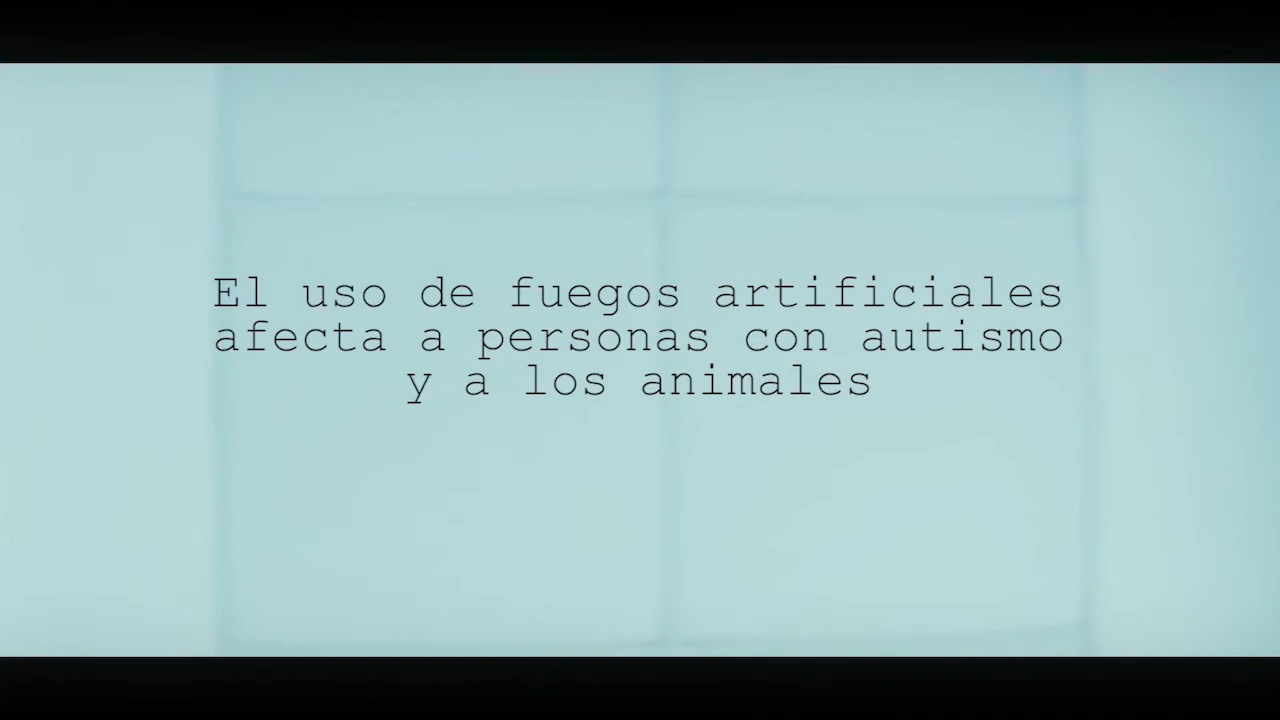 El uso de fuegos artificiales
afecta a personas con autismo
y a los animales